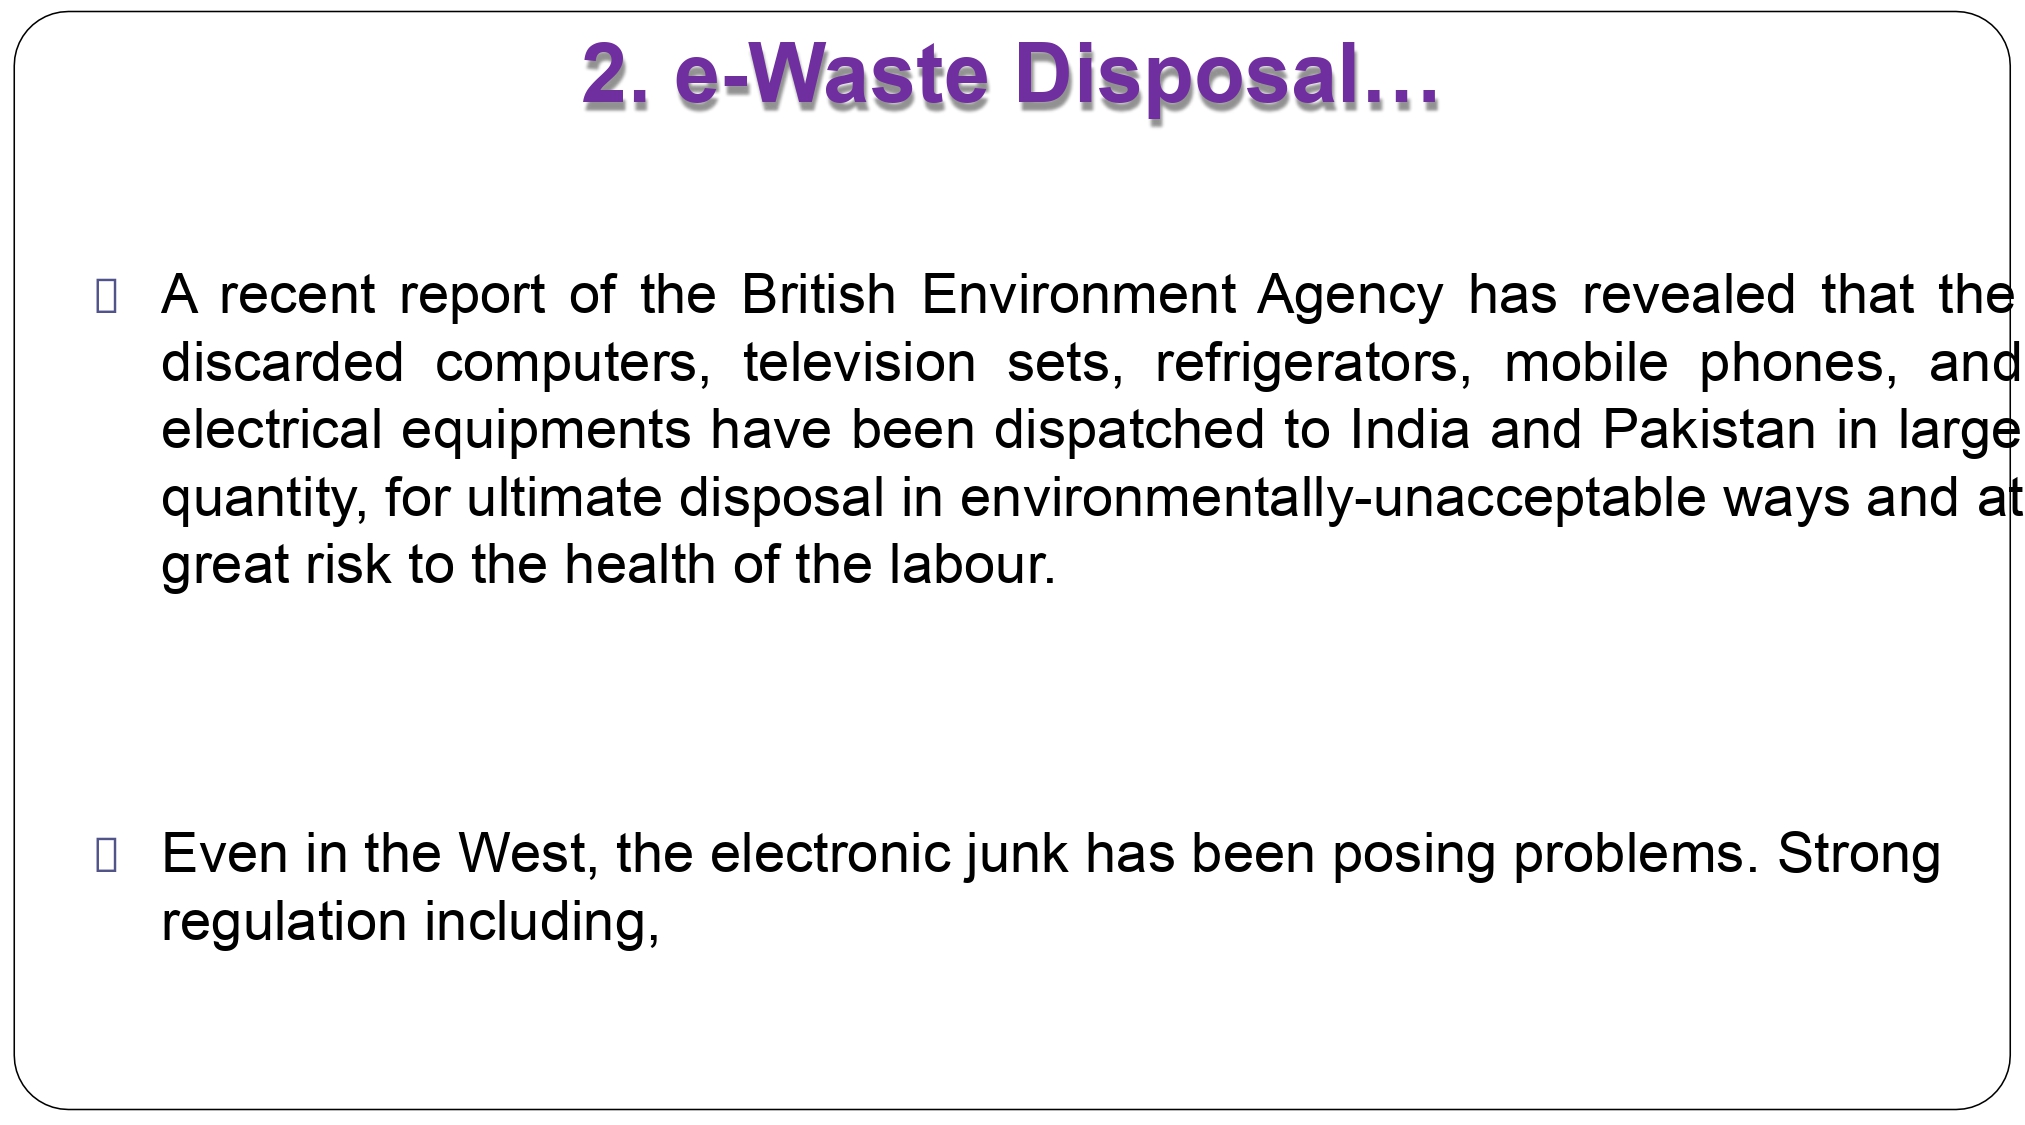 2. e-Waste Disposal…
A recent report of the British Environment Agency has revealed that the
discarded computers, television sets, refrigerators, mobile phones, and
electrical equipments have been dispatched to India and Pakistan in large
quantity, for ultimate disposal in environmentally-unacceptable ways and at
great risk to the health of the labour.
Even in the West, the electronic junk has been posing problems. Strong
regulation including,